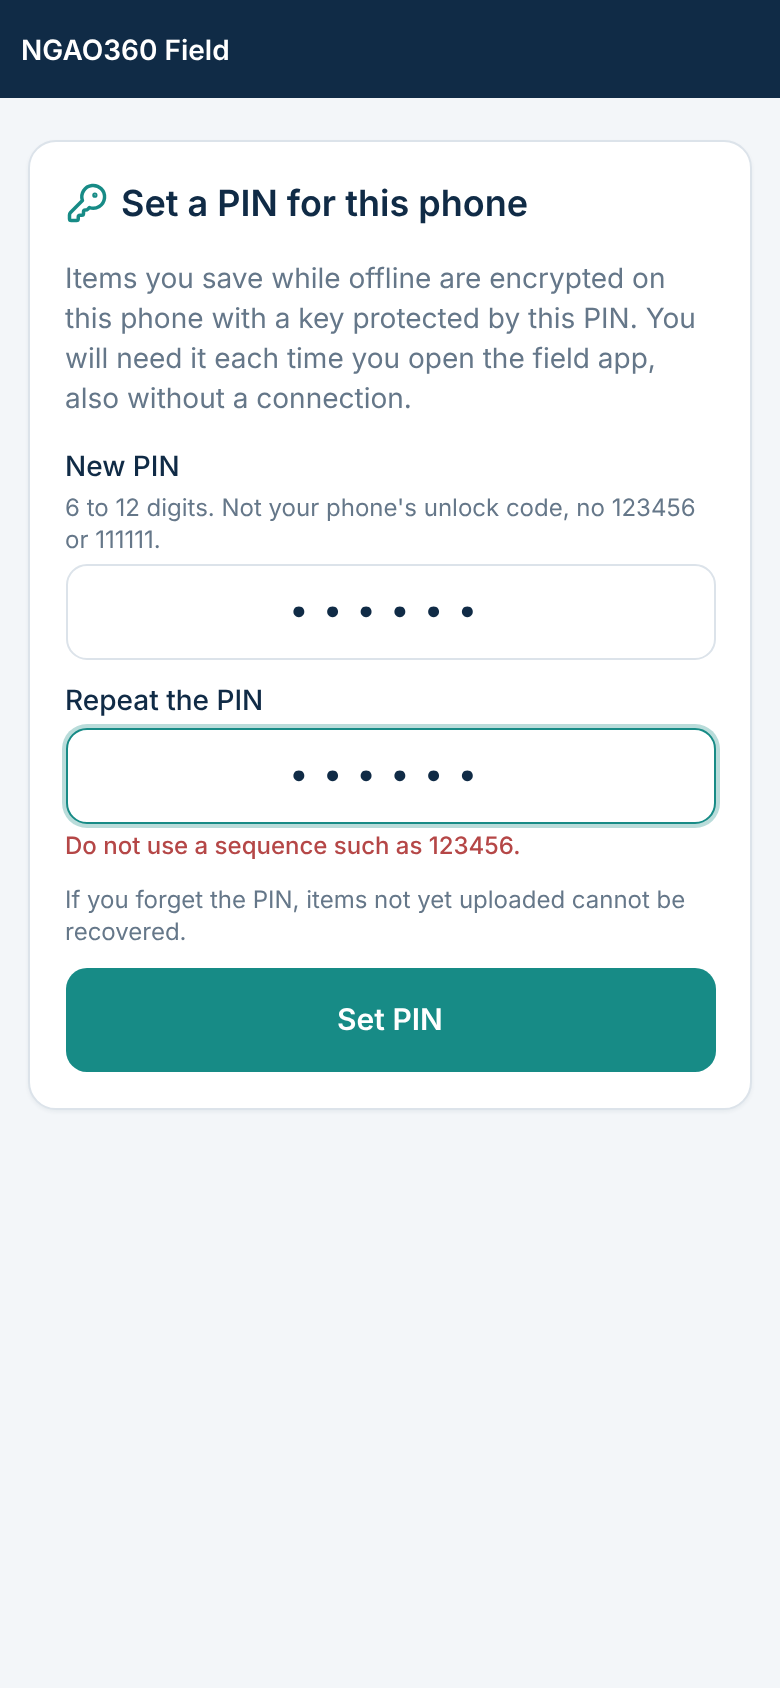 NGAO360 Field
Set a PIN for this phone
Items you save while offline are encrypted on
this phone with a key protected by this PIN. You
will need it each time you open the field app,
also without a connection.
New PIN
6 to 12 digits. Not your phone's unlock code, no 123456
or 111111.
••••••
Repeat the PIN
••••••
Do not use a sequence such as 123456.
If you forget the PIN, items not yet uploaded cannot be
recovered.
Set PIN